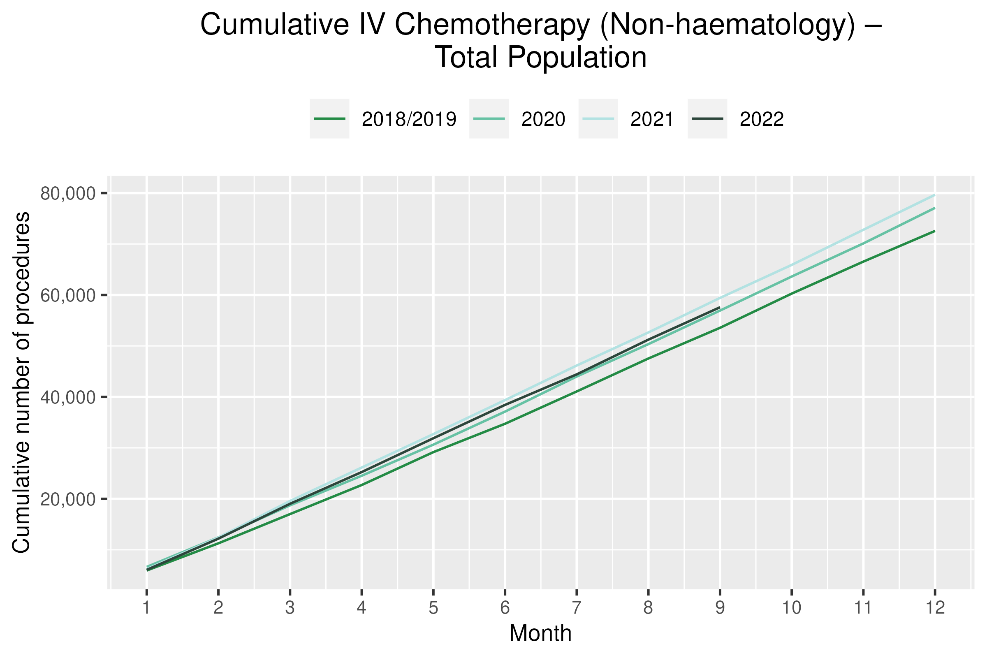 Cumulative IV Chemotherapy (Non-haematology) –
Total Population
2018/2019 2020 2021 2022
80,000
60,000
40,000
20,000
Cumulative number of procedures
1 2 3 4 5 6 7 8 9 10 11 12
Month